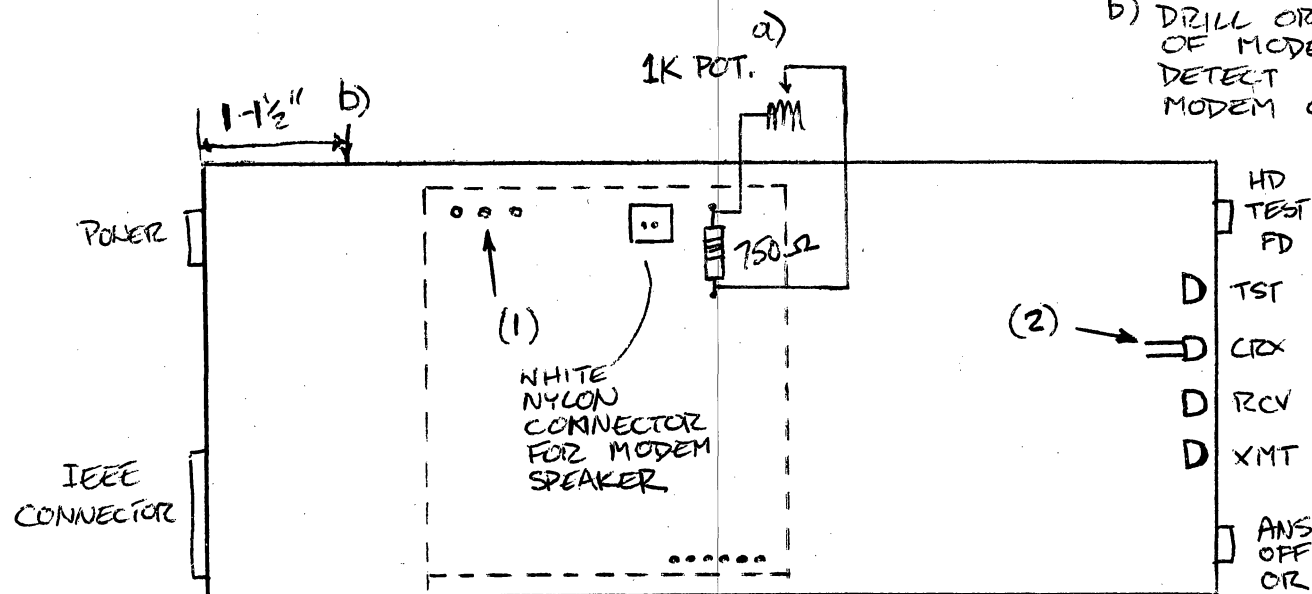 b) DRILL OR
OF MODE
DETECT
MODEM C
a)
1K POT.
1-1½" b)
POWER
750Ω
(1)
WHITE
NYLON
CONNECTOR
FOR MODEM
SPEAKER
IEEE
CONNECTOR
(2)
HD
TEST
FD
TST
CRX
RCV
XMT
ANS
OFF
OR